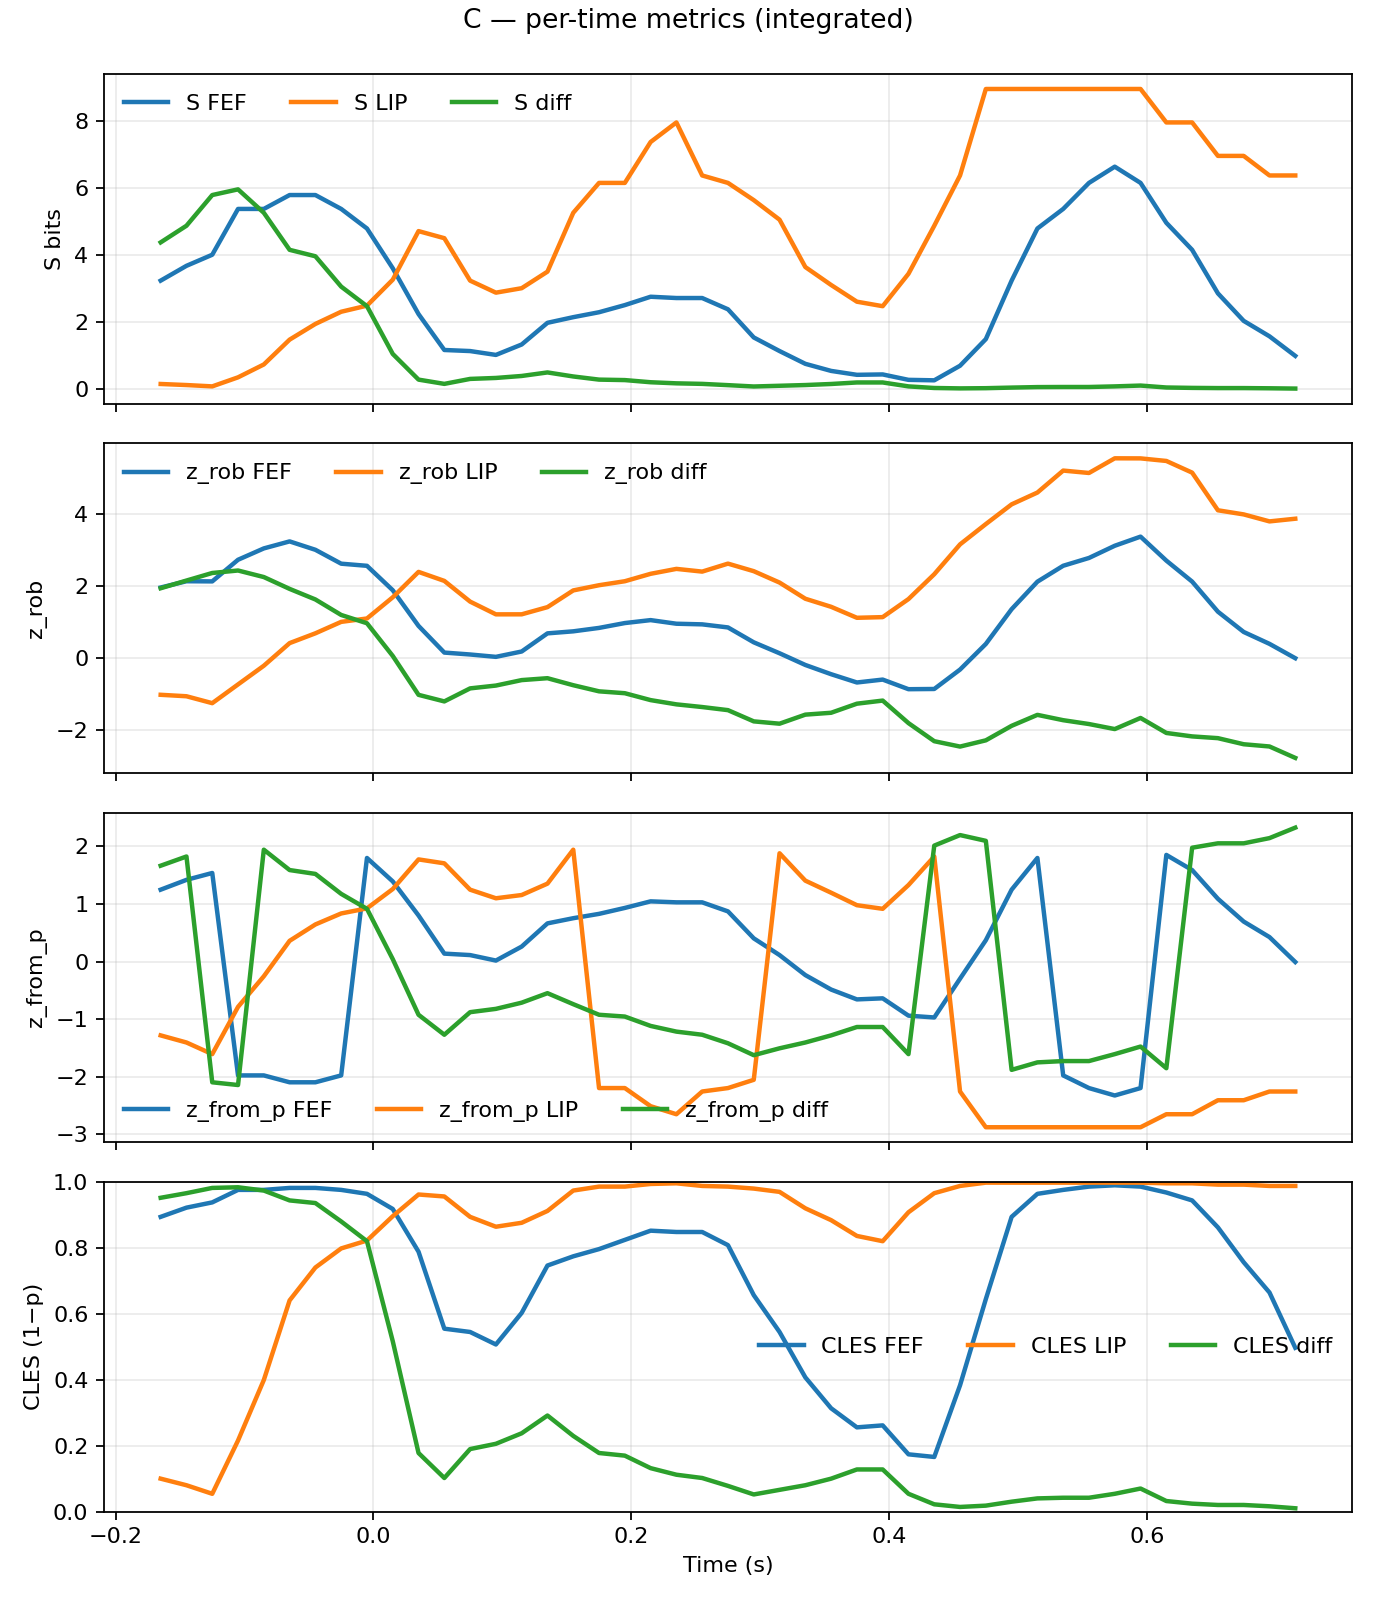 C — per-time metrics (integrated)
S FEF S LIP S diff
8
6
4
2
0
S bits
z_rob FEF z_rob LIP z_rob diff
4
2
0
−2
z_rob
2
1
0
−1
−2
−3
z_from_p
z_from_p FEF z_from_p LIP z_from_p diff
1.0
0.8
0.6
0.4
0.2
0.0
CLES (1−p)
CLES FEF CLES LIP CLES diff
−0.2 0.0 0.2 0.4 0.6
Time (s)